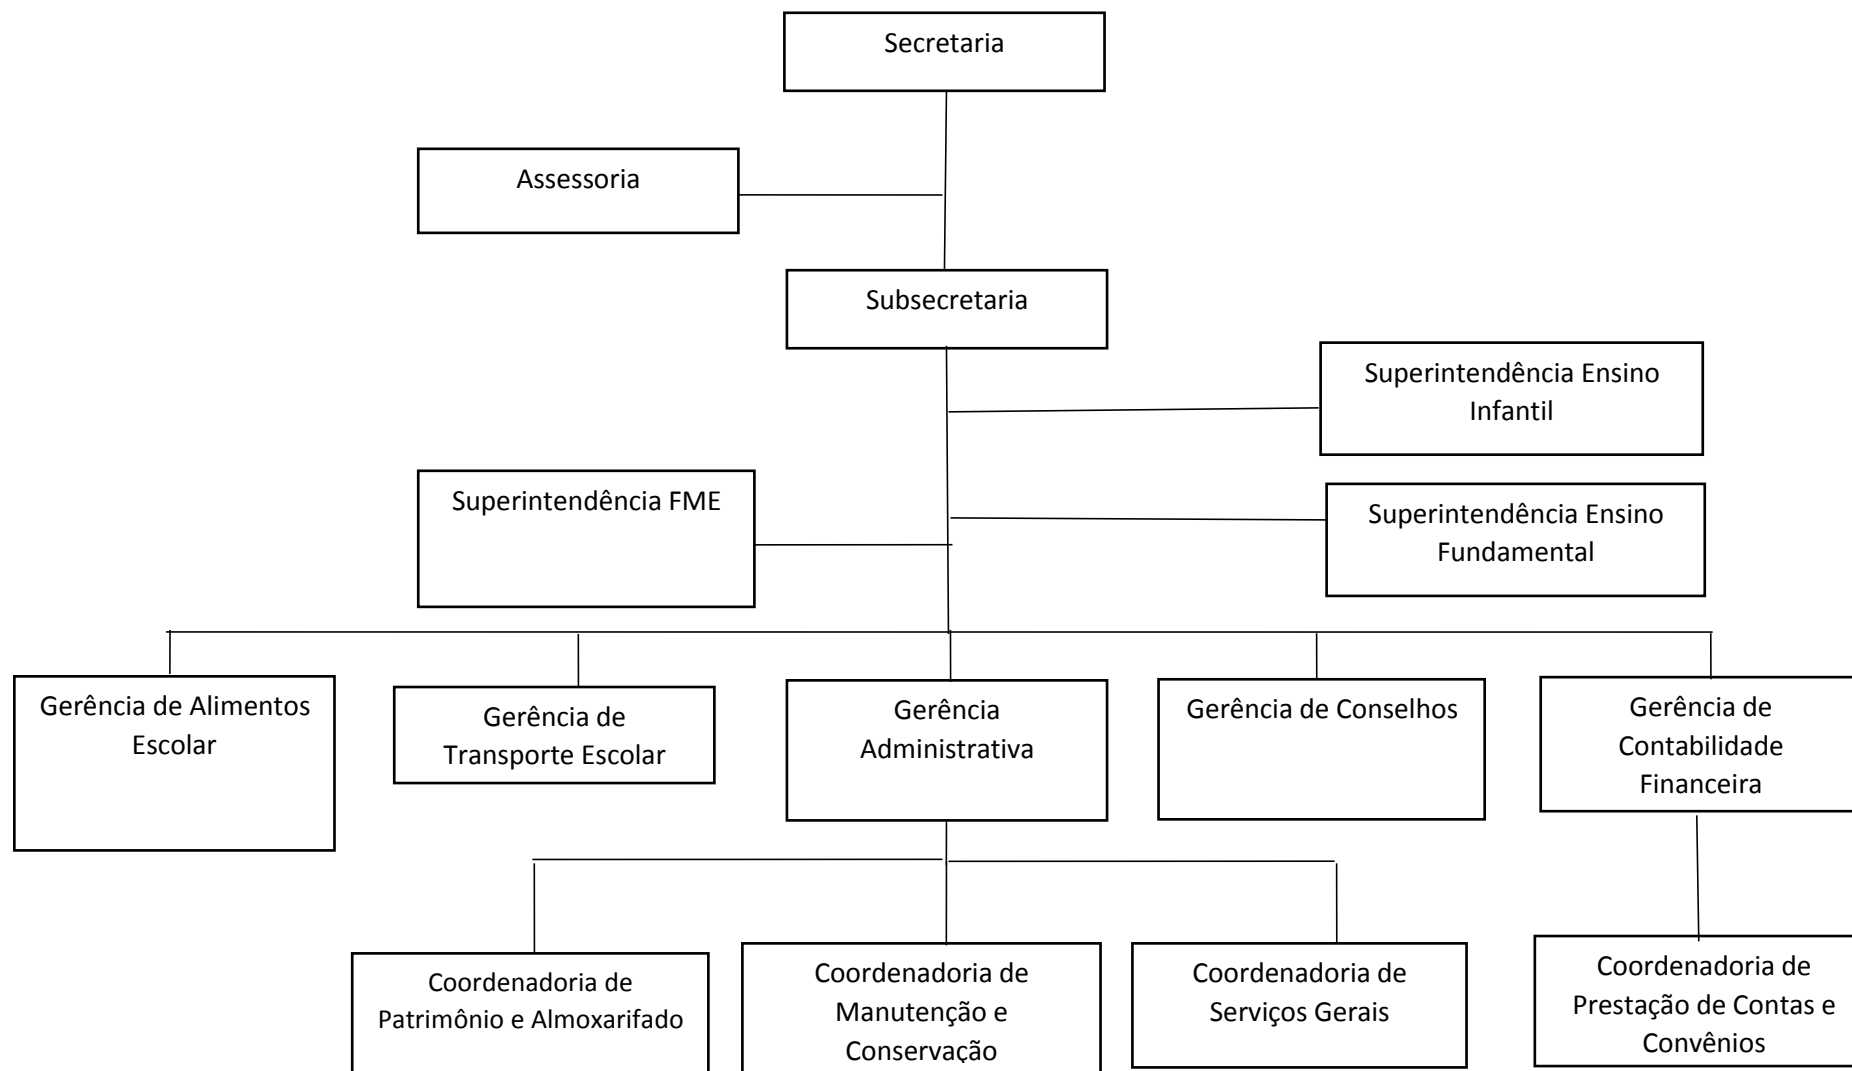 Secretaria
Assessoria
Subsecretaria
Superintendência Ensino
Infantil
Superintendência FME
Superintendência Ensino
Fundamental
Gerência de Alimentos
Escolar
Gerência de
Transporte Escolar
Gerência
Administrativa
Gerência de Conselhos
Gerência de
Contabilidade
Financeira
Coordenadoria de
Patrimônio e Almoxarifado
Coordenadoria de
Manutenção e
Conservação
Coordenadoria de
Serviços Gerais
Coordenadoria de
Prestação de Contas e
Convênios